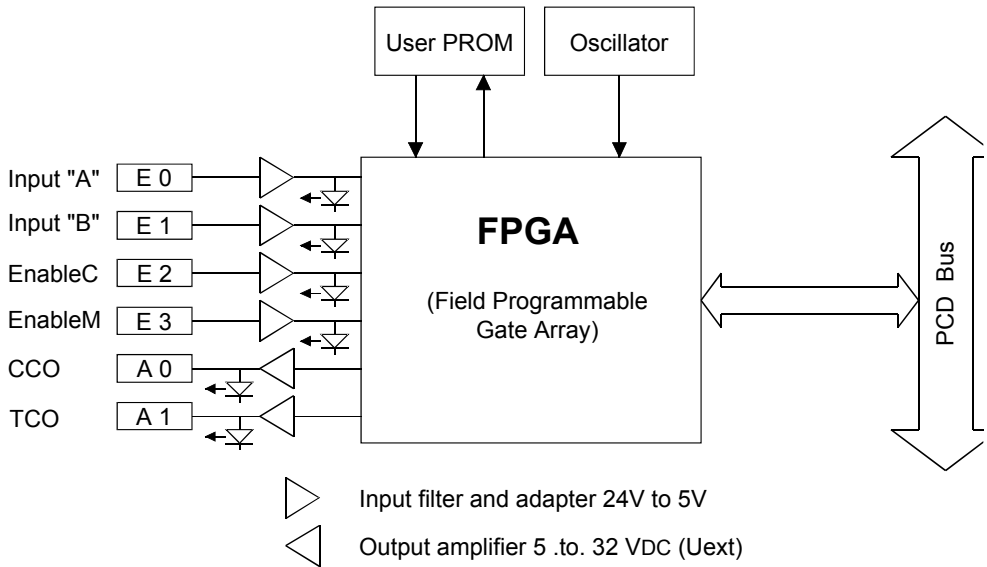 User PROM
Oscillator
Input "A"
E 0
Input "B"
E 1
EnableC
E 2
EnableM
E 3
CCO
A 0
TCO
A 1
FPGA
(Field Programmable
Gate Array)
PCD Bus
Input filter and adapter 24V to 5V
Output amplifier 5 .to. 32 VDC (Uext)